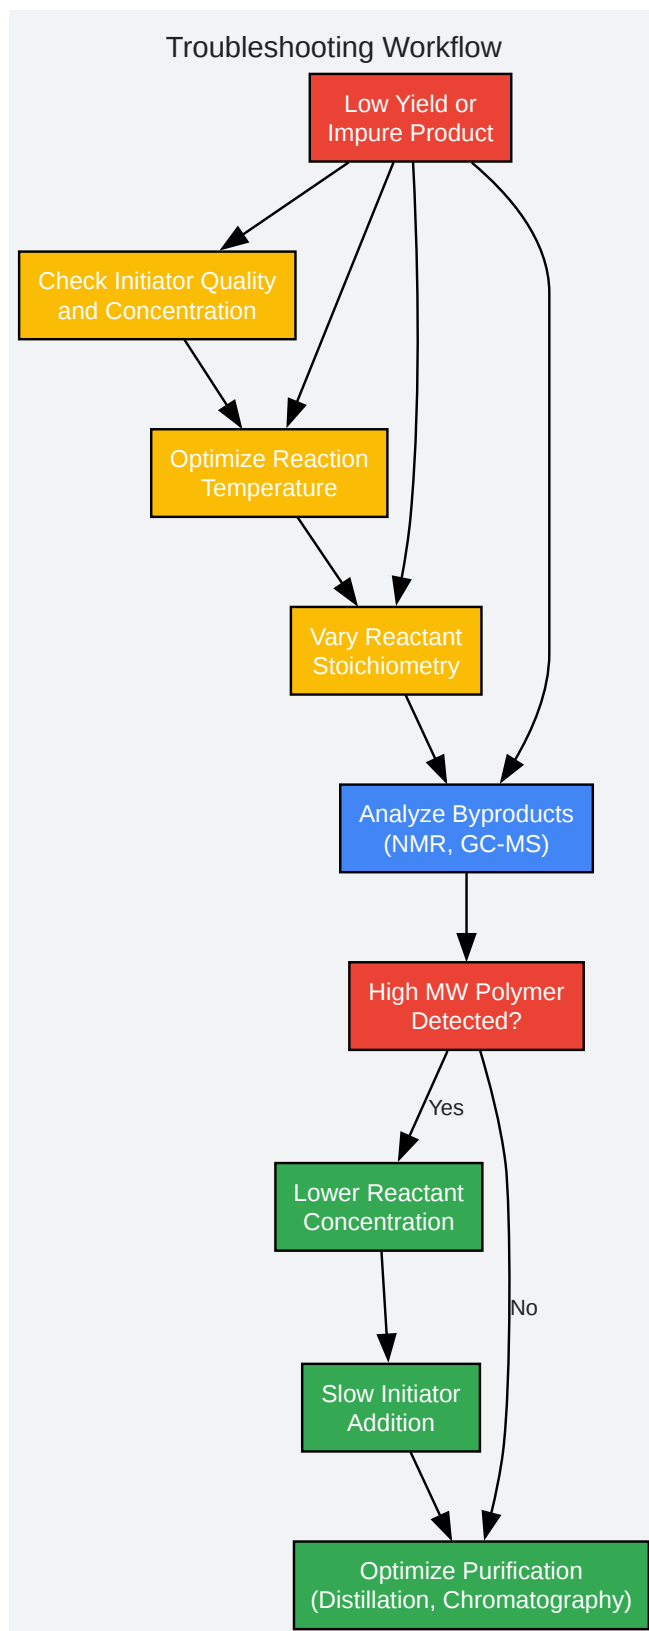 Troubleshooting Workflow
Low Yield or
Impure Product
Check Initiator Quality
and Concentration
Optimize Reaction
Temperature
Vary Reactant
Stoichiometry
Analyze Byproducts
(NMR, GC-MS)
High MW Polymer
Detected?
Yes
Lower Reactant
Concentration
No
Slow Initiator
Addition
Optimize Purification
(Distillation, Chromatography)